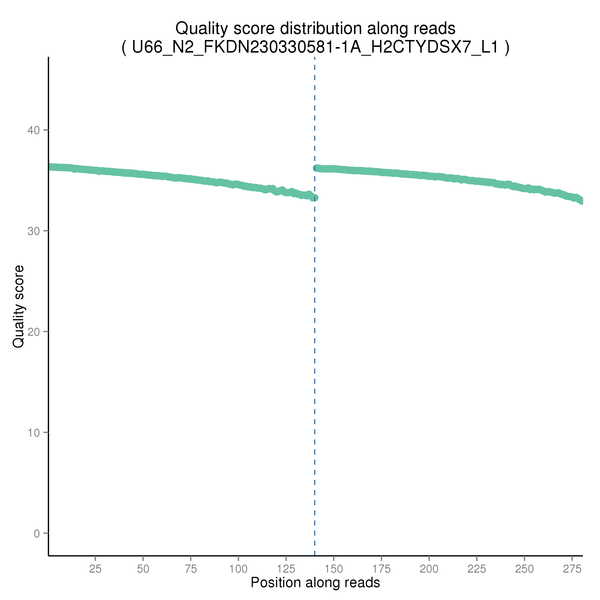 Quality score distribution along reads
( U66_N2_FKDN230330581-1A_H2CTYDSX7_L1 )
Quality score
40
30
20
10
0
25 50 75 100 125 150 175 200 225 250 275
Position along reads